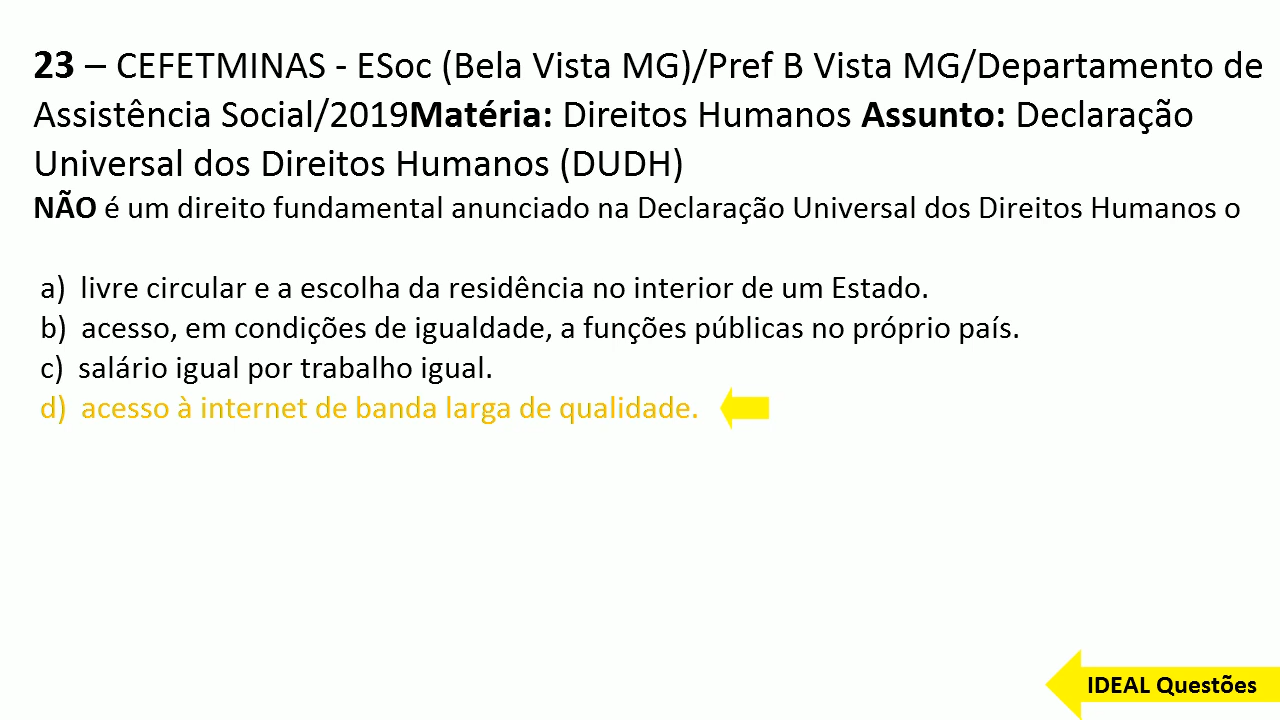 23 – CEFETMINAS - ESoc (Bela Vista MG)/Pref B Vista MG/Departamento de
Assistência Social/2019Matéria: Direitos Humanos Assunto: Declaração
Universal dos Direitos Humanos (DUDH)
NÃO é um direito fundamental anunciado na Declaração Universal dos Direitos Humanos o
a) livre circular e a escolha da residência no interior de um Estado.
b) acesso, em condições de igualdade, a funções públicas no próprio país.
c) salário igual por trabalho igual.
d) acesso à internet de banda larga de qualidade.
IDEAL Questões